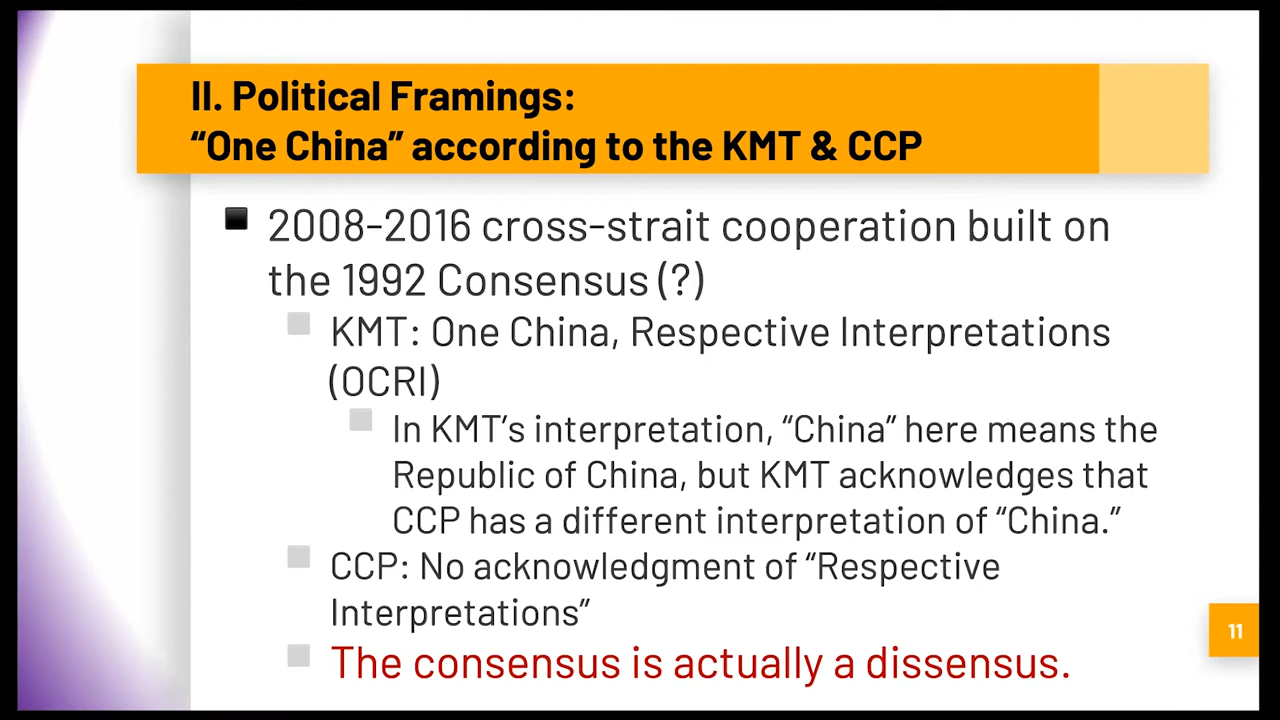 II. Political Framings:
“One China” according to the KMT & CCP
2008-2016 cross-strait cooperation built on
the 1992 Consensus (?)
KMT: One China, Respective Interpretations
(OCRI)
In KMT’s interpretation, “China” here means the
Republic of China, but KMT acknowledges that
CCP has a different interpretation of “China.”
CCP: No acknowledgment of “Respective
Interpretations”
The consensus is actually a dissensus.
11